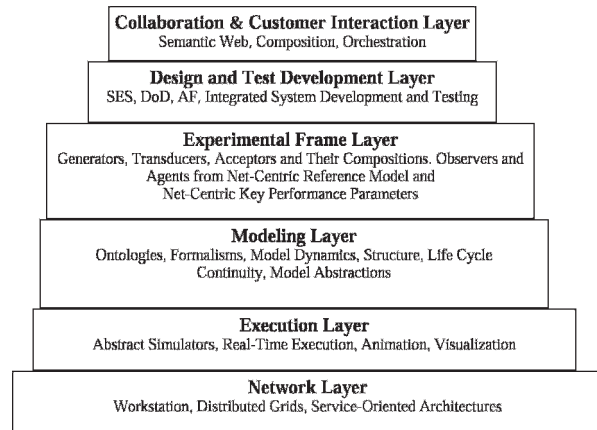 Collaboration & Customer Interaction Layer
Semantic Web, Composition, Orchestration
Design and Test Development Layer
SES, DoD, AF, Integrated System Development and Testing
Experimental Frame Layer
Generators, Transducers, Acceptors and Their Compositions. Observers and
Agents from Net-Centric Reference Model and
Net-Centric Key Performance Parameters
Modeling Layer
Ontologies, Formalisms, Model Dynamics, Structure, Life Cycle
Continuity, Model Abstractions
Execution Layer
Abstract Simulators, Real-Time Execution, Animation, Visualization
Network Layer
Workstation, Distributed Grids, Service-Oriented Architectures